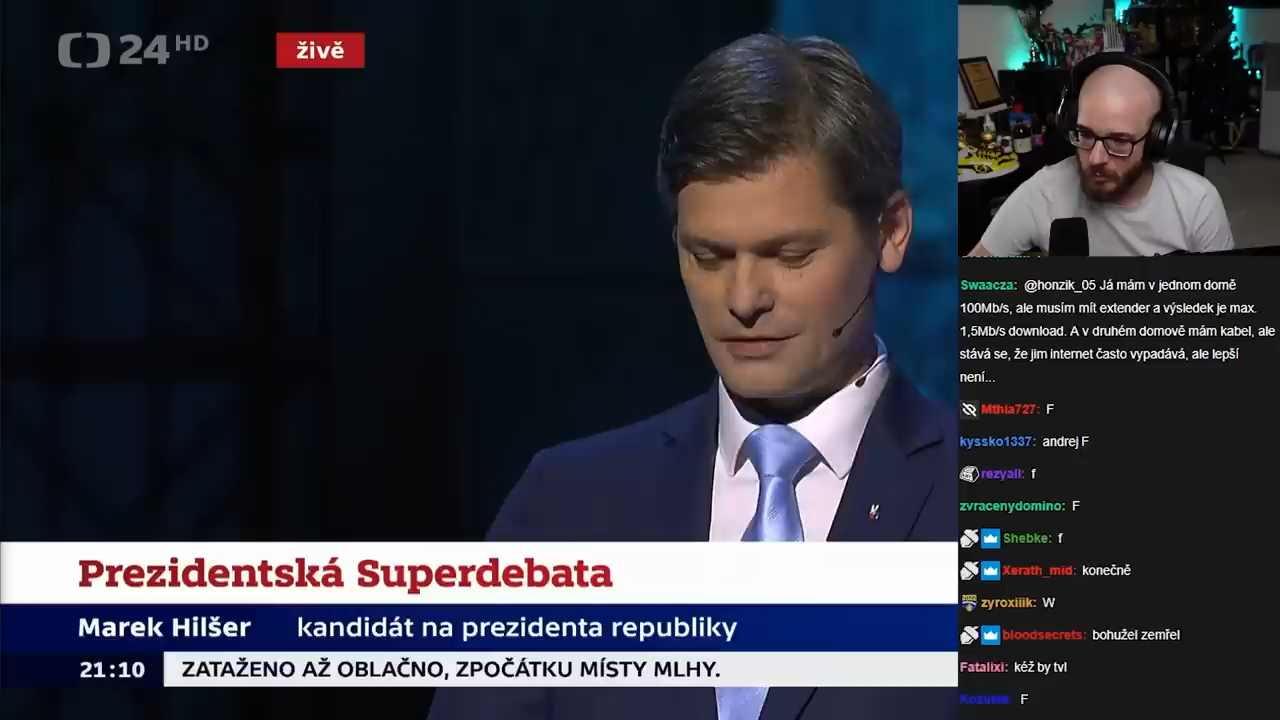 24 HD
živě
Prezidentská Superdebata
Marek Hilšer kandidát na prezidenta republiky
21:10 ZATAŽENO AŽ OBLAČNO, ZPOČÁTKU MÍSTY MLHY.
Swaacza: @honzik_05 Já mám v jednom domě
100Mb/s, ale musím mít extender a výsledek je max.
1,5Mb/s download. A v druhém domově mám kabel, ale
stává se, že jim internet často vypadává, ale lepší
není...
Mthia727: F
kyssko1337: andrej F
rezyall: f
zvracenydomino: F
Shebke: f
Xerath_mid: konečně
zyroxiiik: W
bloodsecrets: bohužel zemřel
Fatalixi: kéž by tvl
F